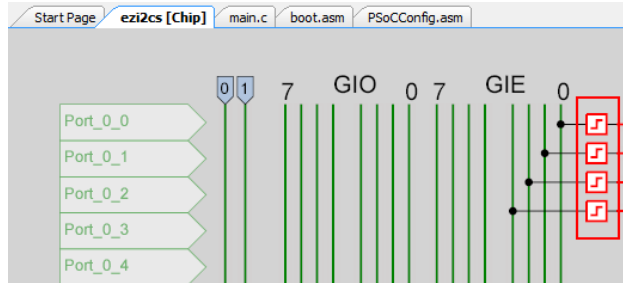 Start Page ezi2cs [Chip] main.c boot.asm PSoCConfig.asm
0 1 7 GIO 0 7 GIE 0
Port_0_0
Port_0_1
Port_0_2
Port_0_3
Port_0_4